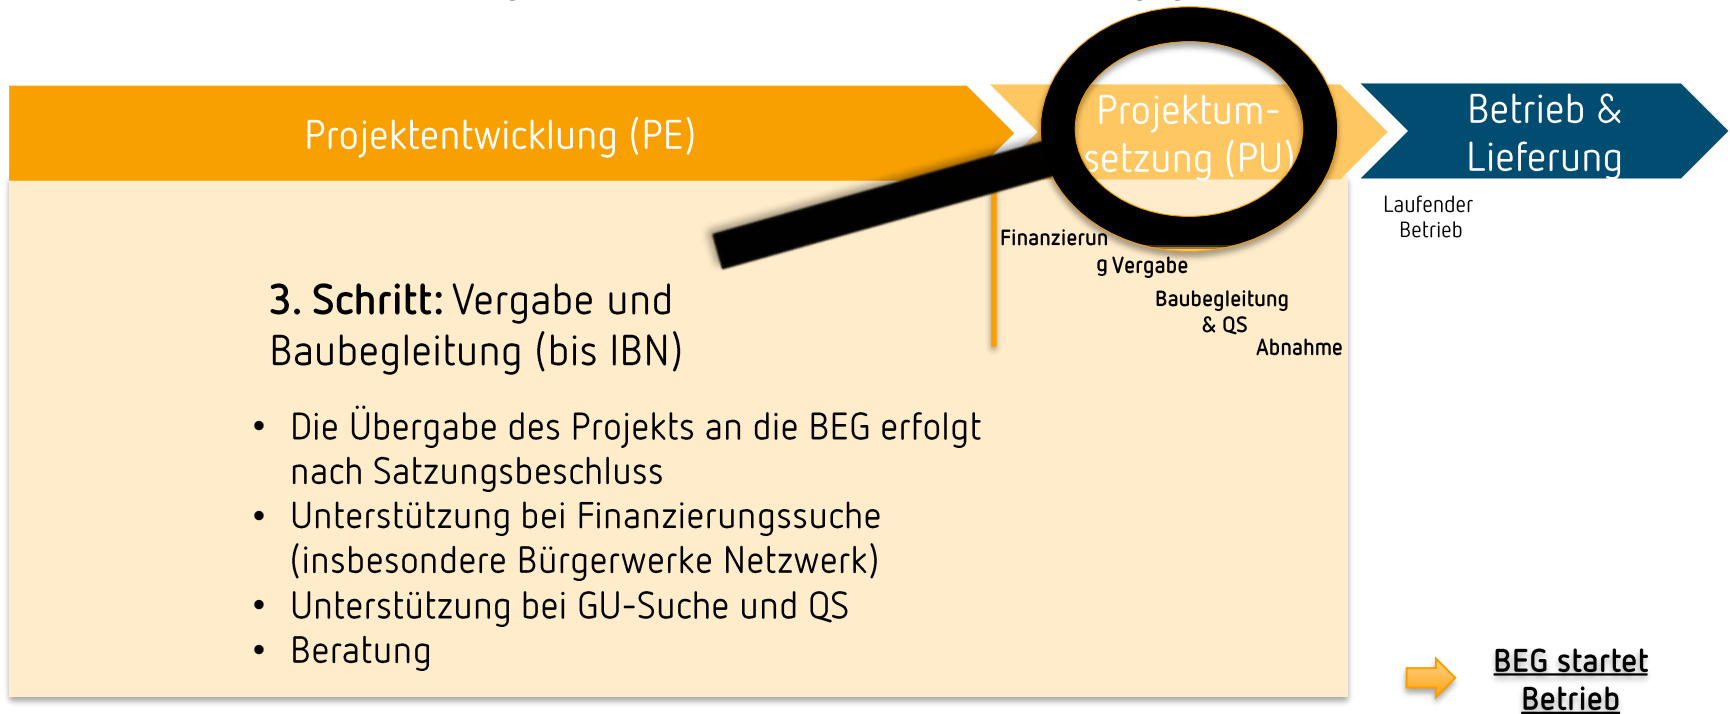 Projektentwicklung (PE)
Projektum-
setzung (PU)
Betrieb &
Lieferung
Laufender
Betrieb
Finanzierun
g
Vergabe
Baubegleitung
& QS
Abnahme
3. Schritt: Vergabe und
Baubegleitung (bis IBN)
• Die Übergabe des Projekts an die BEG erfolgt
nach Satzungsbeschluss
• Unterstützung bei Finanzierungssuche
(insbesondere Bürgerwerke Netzwerk)
• Unterstützung bei GU-Suche und QS
• Beratung
BEG startet
Betrieb